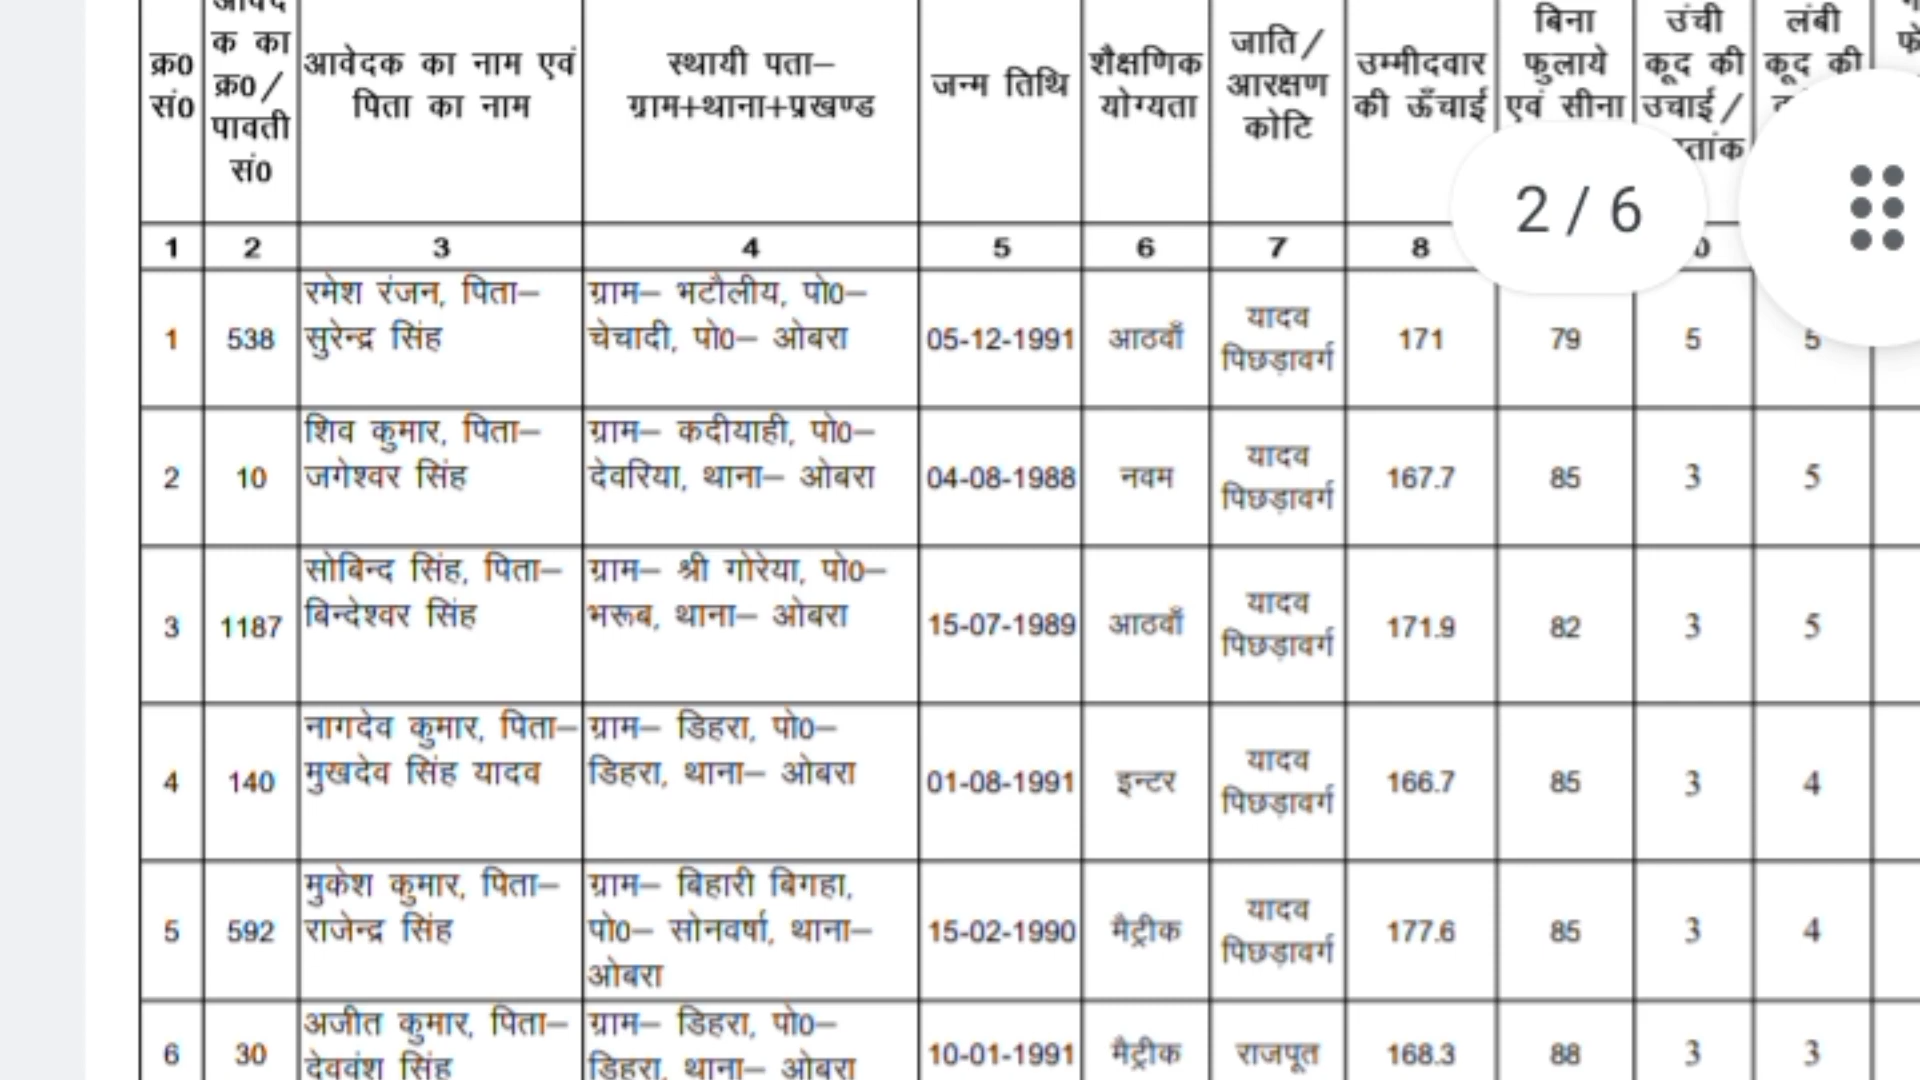 क्र0
सं0
क का
क्र0/
पावती
सं0
आवेदक का नाम एवं
पिता का नाम
स्थायी पता–
ग्राम+थाना+प्रखण्ड
जन्म तिथि
शैक्षणिक
योग्यता
जाति/
आरक्षण
कोटि
उम्मीदवार
की ऊँचाई
बिना
फुलाये
एवं सीना
उंची
कूद की
उचाई/
लंबी
कूद की
2 / 6
1 2 3 4 5 6 7 8
1 538 रमेश रंजन, पिता– ग्राम– भटौलीय, पो0– 05-12-1991 आठवाँ यादव 171 79 5 5
सुरेन्द्र सिंह चेचादी, पो0– ओबरा पिछड़ावर्ग
2 10 शिव कुमार, पिता– ग्राम– कदीयाही, पो0– 04-08-1988 नवम यादव 167.7 85 3 5
जगेश्वर सिंह देवरिया, थाना– ओबरा पिछड़ावर्ग
3 1187 सोबिन्द सिंह, पिता– ग्राम– श्री गोरेया, पो0– 15-07-1989 आठवाँ यादव 171.9 82 3 5
बिन्देश्वर सिंह भरूब, थाना– ओबरा पिछड़ावर्ग
4 140 नागदेव कुमार, पिता– ग्राम– डिहरा, पो0– 01-08-1991 इन्टर यादव 166.7 85 3 4
मुखदेव सिंह यादव डिहरा, थाना– ओबरा पिछड़ावर्ग
5 592 मुकेश कुमार, पिता– ग्राम– बिहारी बिगहा, 15-02-1990 मैट्रीक यादव 177.6 85 3 4
राजेन्द्र सिंह पो0– सोनवर्षा, थाना– पिछड़ावर्ग
ओबरा
6 30 अजीत कुमार, पिता– ग्राम– डिहरा, पो0– 10-01-1991 मैट्रीक राजपूत 168.3 88 3 3
देववंश सिंह डिहरा, थाना– ओबरा